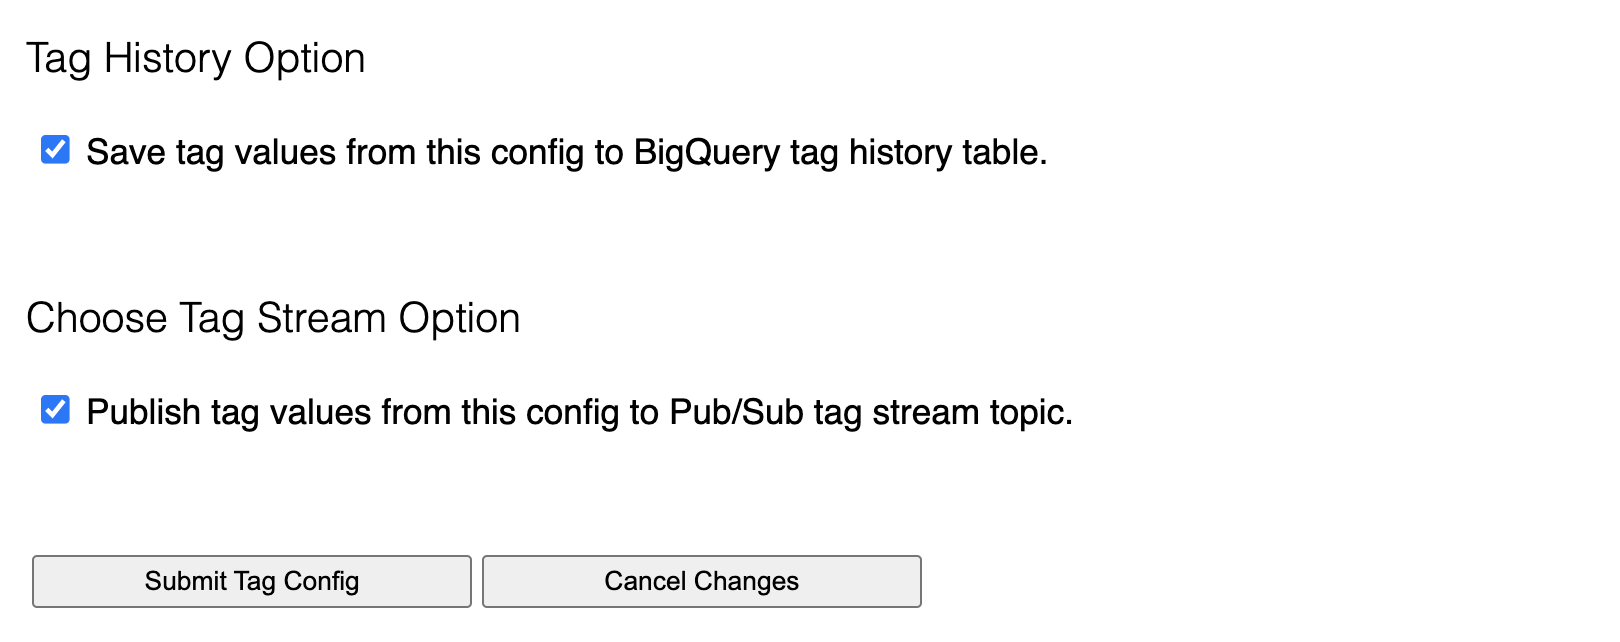 Tag History Option
Save tag values from this config to BigQuery tag history table.
Choose Tag Stream Option
Publish tag values from this config to Pub/Sub tag stream topic.
Submit Tag Config
Cancel Changes